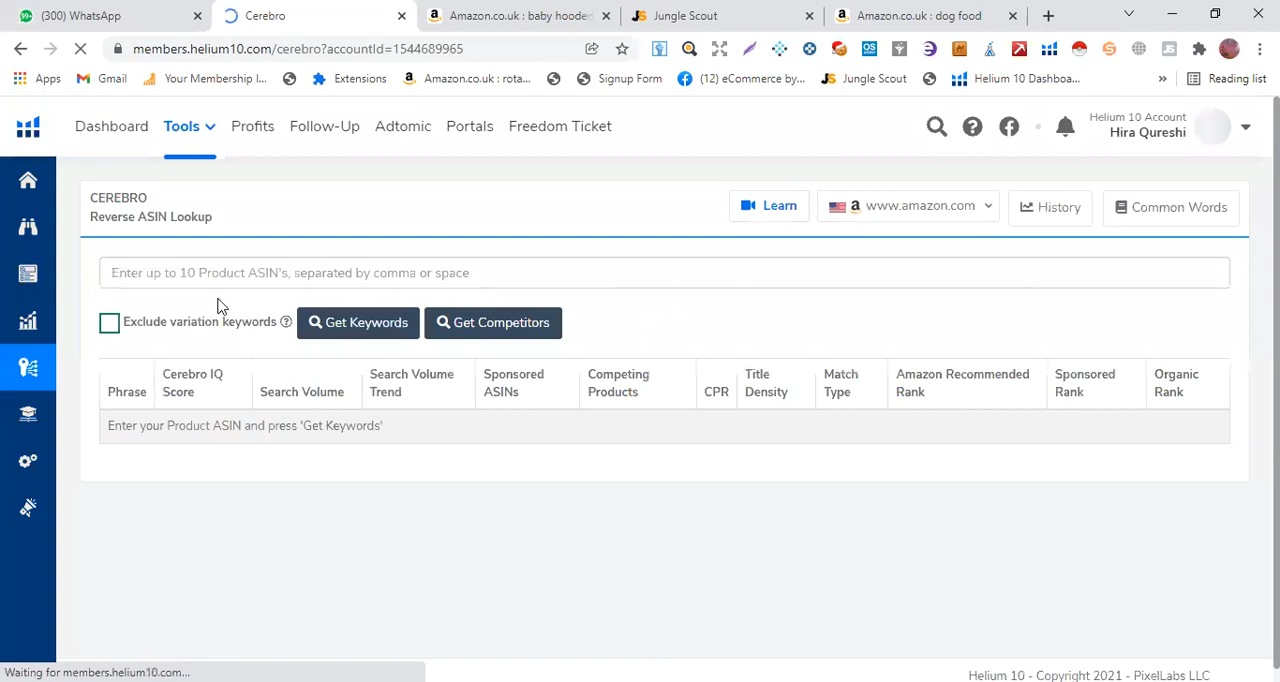 (300) WhatsApp
Cerebro
Amazon.co.uk : baby hooded
Jungle Scout
Amazon.co.uk : dog food
members.helium10.com/cerebro?accountId=1544689965
Apps
Gmail
Your Membership I...
Extensions
Amazon.co.uk : rota...
Signup Form
(12) eCommerce by...
Jungle Scout
Helium 10 Dashboa...
»
Reading list
Dashboard
Tools
Profits
Follow-Up
Adtomic
Portals
Freedom Ticket
Helium 10 Account
Hira Qureshi
CEREBRO
Reverse ASIN Lookup
Learn
www.amazon.com
History
Common Words
Enter up to 10 Product ASIN's, separated by comma or space
Exclude variation keywords
Get Keywords
Get Competitors
Phrase
Cerebro IQ
Score
Search Volume
Search Volume
Trend
Sponsored
ASINs
Competing
Products
CPR
Title
Density
Match
Type
Amazon Recommended
Rank
Sponsored
Rank
Organic
Rank
Enter your Product ASIN and press 'Get Keywords'
Waiting for members.helium10.com...
Helium 10 - Copyright 2021 - PixelLabs LLC